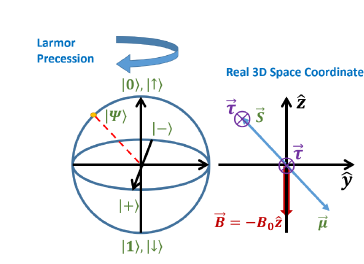 Larmor
Precession
|0⟩, |↑⟩
|Ψ⟩
|−⟩
|+⟩
|1⟩, |↓⟩
Real 3D Space Coordinate
ẑ
τ⃗
S⃗
τ⃗
ŷ
B⃗ = −B₀ẑ
μ⃗